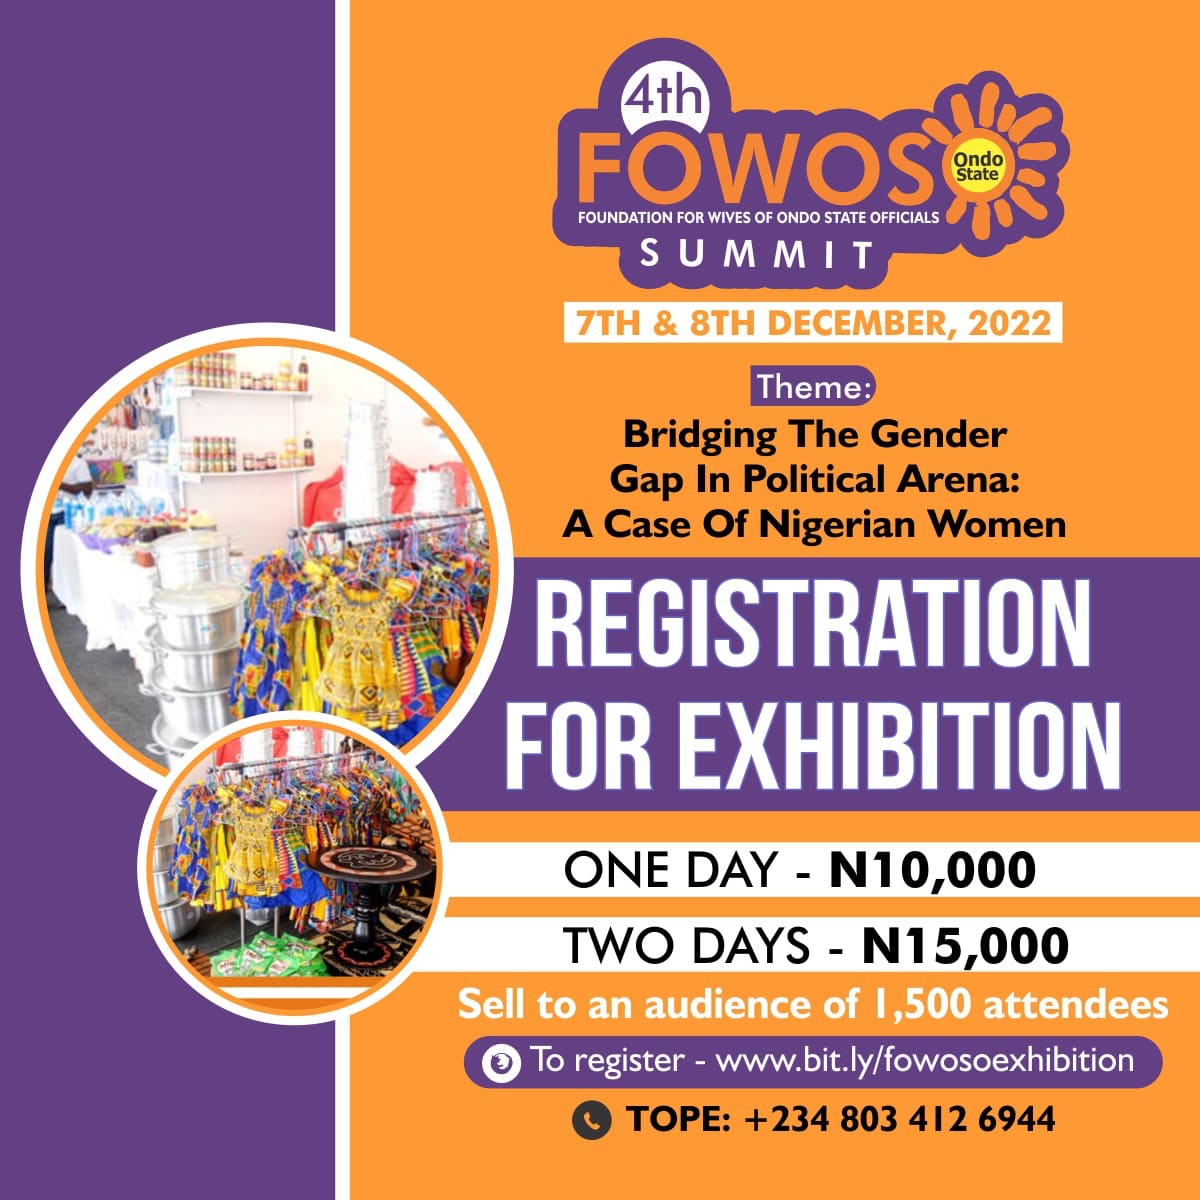 4th
FOWOSO
Ondo
State
FOUNDATION FOR WIVES OF ONDO STATE OFFICIALS
SUMMIT
7TH & 8TH DECEMBER, 2022
Theme:
Bridging The Gender
Gap In Political Arena:
A Case Of Nigerian Women
REGISTRATION
FOR EXHIBITION
ONE DAY - N10,000
TWO DAYS - N15,000
Sell to an audience of 1,500 attendees
To register - www.bit.ly/fowosoexhibition
TOPE: +234 803 412 6944